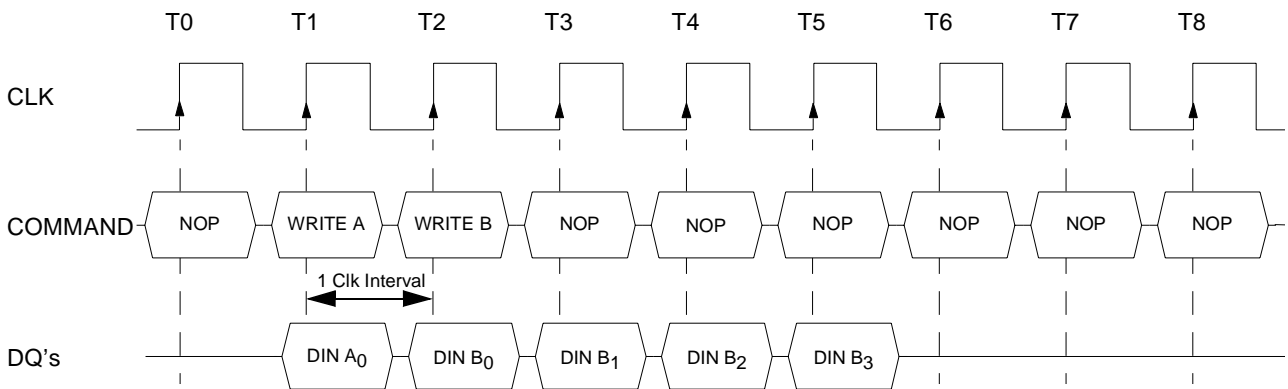 T0 T1 T2 T3 T4 T5 T6 T7 T8
CLK
COMMAND NOP WRITE A WRITE B NOP NOP NOP NOP NOP NOP
1 Clk Interval
DQ's DIN A0 DIN B0 DIN B1 DIN B2 DIN B3